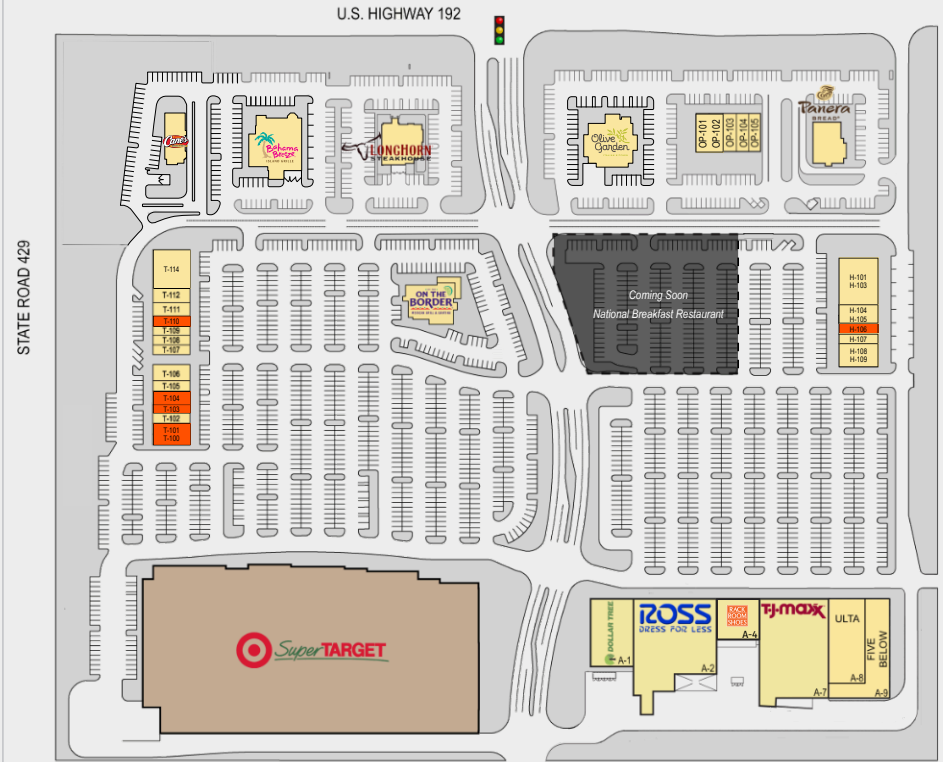 U.S. HIGHWAY 192
STATE ROAD 429
Cane's
Bahama
Breeze
ISLAND GRILLE
LONGHORN
STEAKHOUSE
Olive
Garden
OP-101
OP-102
OP-103
OP-104
OP-105
Panera
BREAD®
T-114
T-112
T-111
T-110
T-109
T-108
T-107
T-106
T-105
T-104
T-103
T-102
T-101
T-100
ON THE
BORDER
Coming Soon
National Breakfast Restaurant
H-101
H-103
H-104
H-105
H-106
H-107
H-108
H-109
SuperTARGET
DOLLAR TREE
A-1
ROSS
DRESS FOR LESS
A-2
RACK
ROOM
SHOES
A-4
T.J.maxx
A-7
ULTA
A-8
FIVE
BELOW
A-9